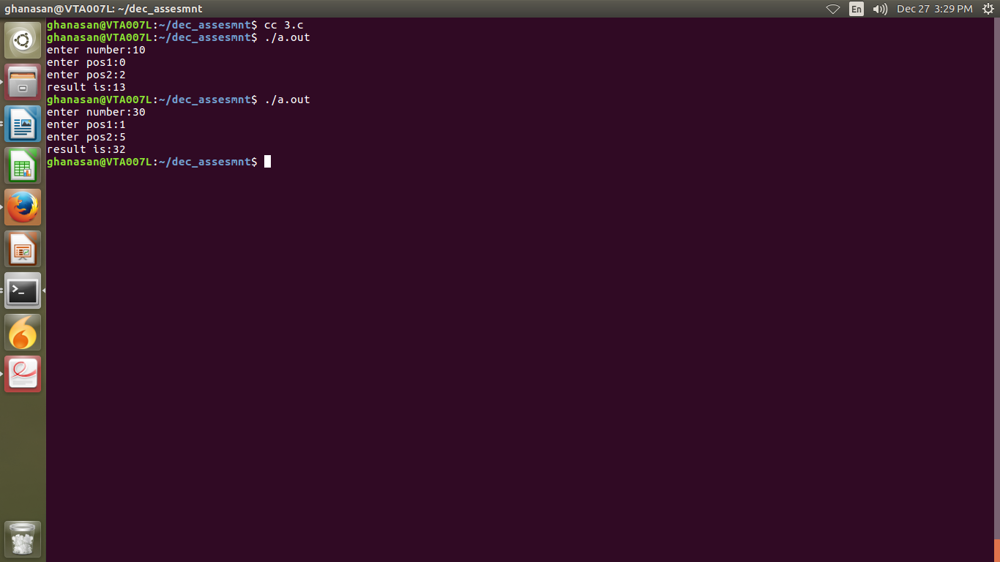 ghanasan@VTA007L: ~/dec_assesmnt
En
Dec 27 3:29 PM
ghanasan@VTA007L:~/dec_assesmnt$ cc 3.c
ghanasan@VTA007L:~/dec_assesmnt$ ./a.out
enter number:10
enter pos1:0
enter pos2:2
result is:13
ghanasan@VTA007L:~/dec_assesmnt$ ./a.out
enter number:30
enter pos1:1
enter pos2:5
result is:32
ghanasan@VTA007L:~/dec_assesmnt$